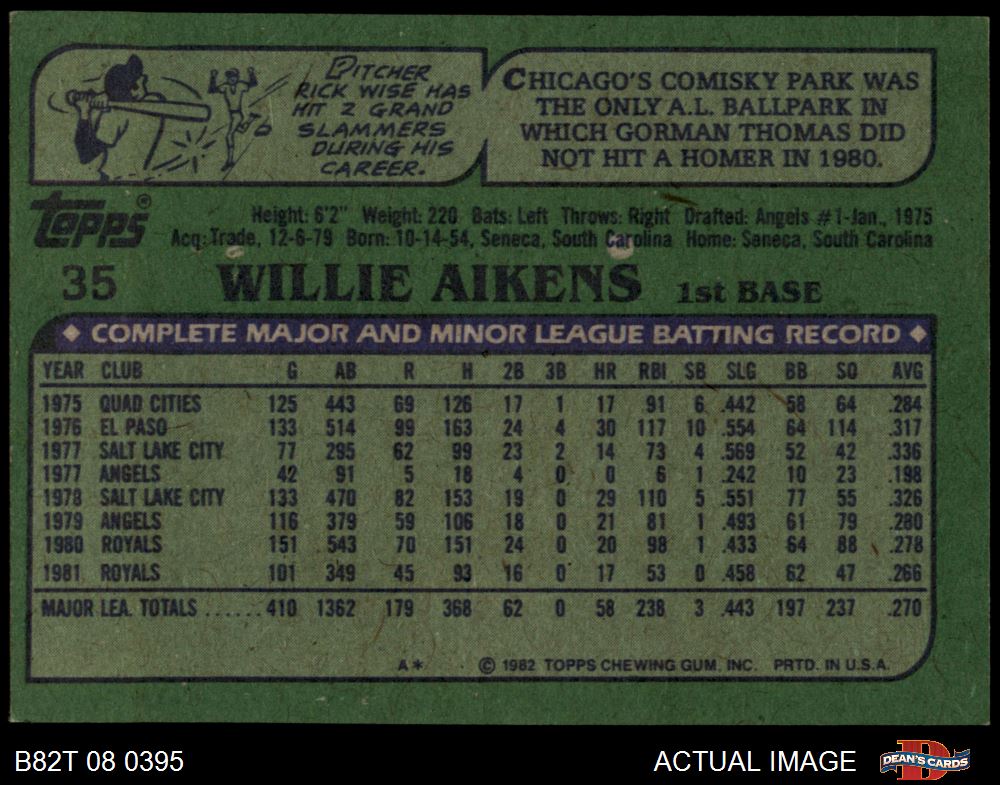 PITCHER
RICK WISE HAS
HIT 2 GRAND
SLAMMERS
DURING HIS
CAREER.
CHICAGO'S COMISKY PARK WAS
THE ONLY A.L. BALLPARK IN
WHICH GORMAN THOMAS DID
NOT HIT A HOMER IN 1980.
Topps®
Height: 6'2" Weight: 220 Bats: Left Throws: Right Drafted: Angels #1-Jan., 1975
Acq: Trade, 12-6-79 Born: 10-14-54, Seneca, South Carolina Home: Seneca, South Carolina
35 WILLIE AIKENS 1st BASE
◆ COMPLETE MAJOR AND MINOR LEAGUE BATTING RECORD ◆
YEAR CLUB G AB R H 2B 3B HR RBI SB SLG BB SO AVG
1975 QUAD CITIES 125 443 69 126 17 1 17 91 6 .442 58 64 .284
1976 EL PASO 133 514 99 163 24 4 30 117 10 .554 64 114 .317
1977 SALT LAKE CITY 77 295 62 99 23 2 14 73 4 .569 52 42 .336
1977 ANGELS 42 91 5 18 4 0 0 6 1 .242 10 23 .198
1978 SALT LAKE CITY 133 470 82 153 19 0 29 110 5 .551 77 55 .326
1979 ANGELS 116 379 59 106 18 0 21 81 1 .493 61 79 .280
1980 ROYALS 151 543 70 151 24 0 20 98 1 .433 64 88 .278
1981 ROYALS 101 349 45 93 16 0 17 53 0 .458 62 47 .266
MAJOR LEA. TOTALS ......410 1362 179 368 62 0 58 238 3 .443 197 237 .270
A* © 1982 TOPPS CHEWING GUM, INC. PRTD. IN U.S.A.
B82T 08 0395
ACTUAL IMAGE
D
DEAN'S CARDS